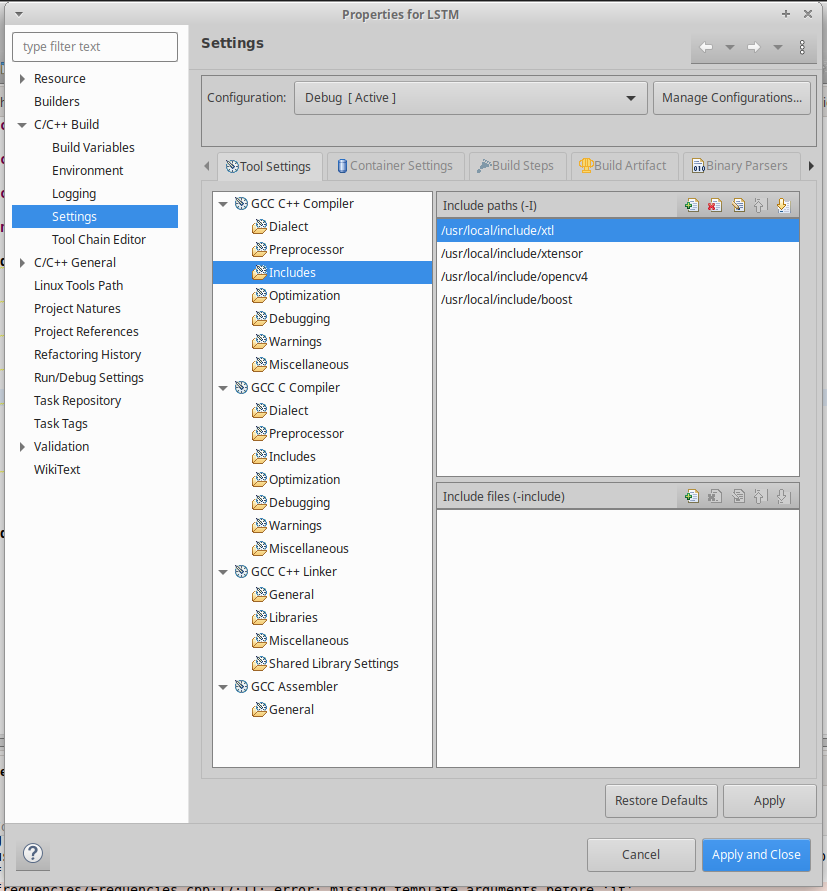 Properties for LSTM
type filter text
Resource
Builders
C/C++ Build
Build Variables
Environment
Logging
Settings
Tool Chain Editor
C/C++ General
Linux Tools Path
Project Natures
Project References
Refactoring History
Run/Debug Settings
Task Repository
Task Tags
Validation
WikiText
Settings
Configuration:
Debug [ Active ]
Manage Configurations...
Tool Settings
Container Settings
Build Steps
Build Artifact
Binary Parsers
GCC C++ Compiler
Dialect
Preprocessor
Includes
Optimization
Debugging
Warnings
Miscellaneous
GCC C Compiler
Dialect
Preprocessor
Includes
Optimization
Debugging
Warnings
Miscellaneous
GCC C++ Linker
General
Libraries
Miscellaneous
Shared Library Settings
GCC Assembler
General
Include paths (-I)
/usr/local/include/xtl
/usr/local/include/xtensor
/usr/local/include/opencv4
/usr/local/include/boost
Include files (-include)
Restore Defaults
Apply
?
Cancel
Apply and Close
error: missing template arguments before 'if'